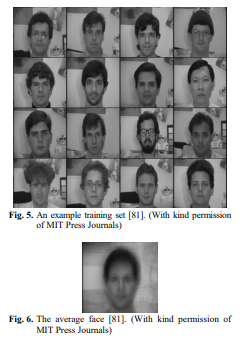 Fig. 5. An example training set [81]. (With kind permission
of MIT Press Journals)
Fig. 6. The average face [81]. (With kind permission of
MIT Press Journals)